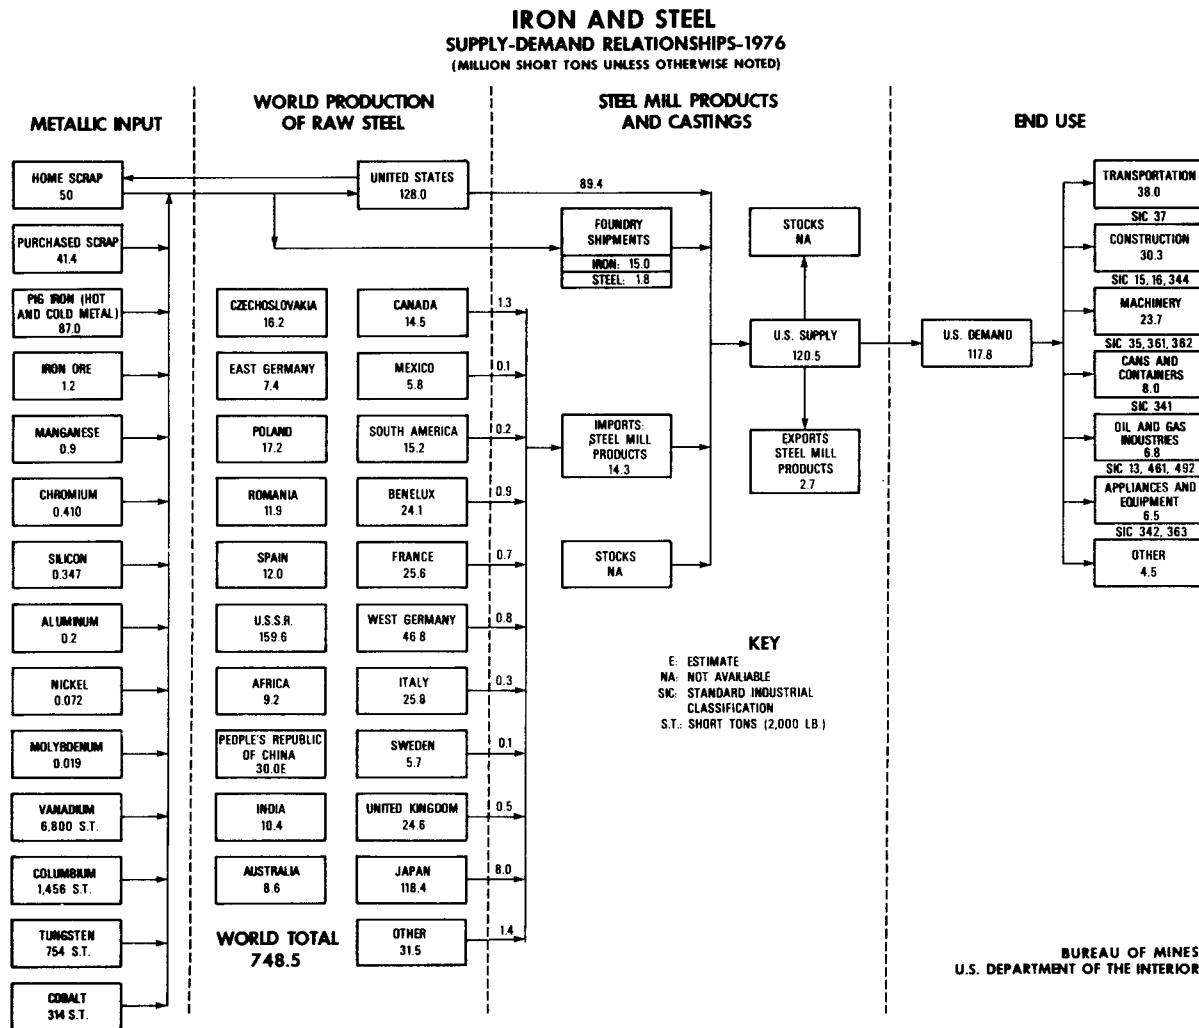 IRON AND STEEL
SUPPLY-DEMAND RELATIONSHIPS-1976
(MILLION SHORT TONS UNLESS OTHERWISE NOTED)
METALLIC INPUT
HOME SCRAP
50
PURCHASED SCRAP
41.4
PIG IRON (HOT
AND COLD METAL)
87.0
IRON ORE
1.2
MANGANESE
0.9
CHROMIUM
0.410
SILICON
0.347
ALUMINUM
0.2
NICKEL
0.072
MOLYBDENUM
0.019
VANADIUM
6,800 S.T.
COLUMBIUM
1,456 S.T.
TUNGSTEN
754 S.T.
COBALT
314 S.T.
WORLD PRODUCTION
OF RAW STEEL
UNITED STATES
128.0
CZECHOSLOVAKIA
16.2
EAST GERMANY
7.4
POLAND
17.2
ROMANIA
11.9
SPAIN
12.0
U.S.S.R.
159.6
AFRICA
9.2
PEOPLE'S REPUBLIC
OF CHINA
30.0E
INDIA
10.4
AUSTRALIA
8.6
WORLD TOTAL
748.5
CANADA
14.5
1.3
MEXICO
5.8
0.1
SOUTH AMERICA
15.2
0.2
BENELUX
24.1
0.9
FRANCE
25.6
0.7
WEST GERMANY
46.8
0.8
ITALY
25.8
0.3
SWEDEN
5.7
0.1
UNITED KINGDOM
24.6
0.5
JAPAN
118.4
8.0
OTHER
31.5
1.4
STEEL MILL PRODUCTS
AND CASTINGS
89.4
FOUNDRY
SHIPMENTS
IRON: 15.0
STEEL: 1.8
IMPORTS:
STEEL MILL
PRODUCTS
14.3
STOCKS
NA
STOCKS
NA
U.S. SUPPLY
120.5
EXPORTS
STEEL MILL
PRODUCTS
2.7
KEY
E: ESTIMATE
NA: NOT AVAILABLE
SIC: STANDARD INDUSTRIAL
CLASSIFICATION
S.T.: SHORT TONS (2,000 LB.)
END USE
U.S. DEMAND
117.8
TRANSPORTATION
38.0
SIC 37
CONSTRUCTION
30.3
SIC 15, 16, 344
MACHINERY
23.7
SIC 35, 361, 362
CANS AND
CONTAINERS
8.0
SIC 341
OIL AND GAS
INDUSTRIES
6.8
SIC 13, 461, 492
APPLIANCES AND
EQUIPMENT
6.5
SIC 342, 363
OTHER
4.5
BUREAU OF MINES
U.S. DEPARTMENT OF THE INTERIOR